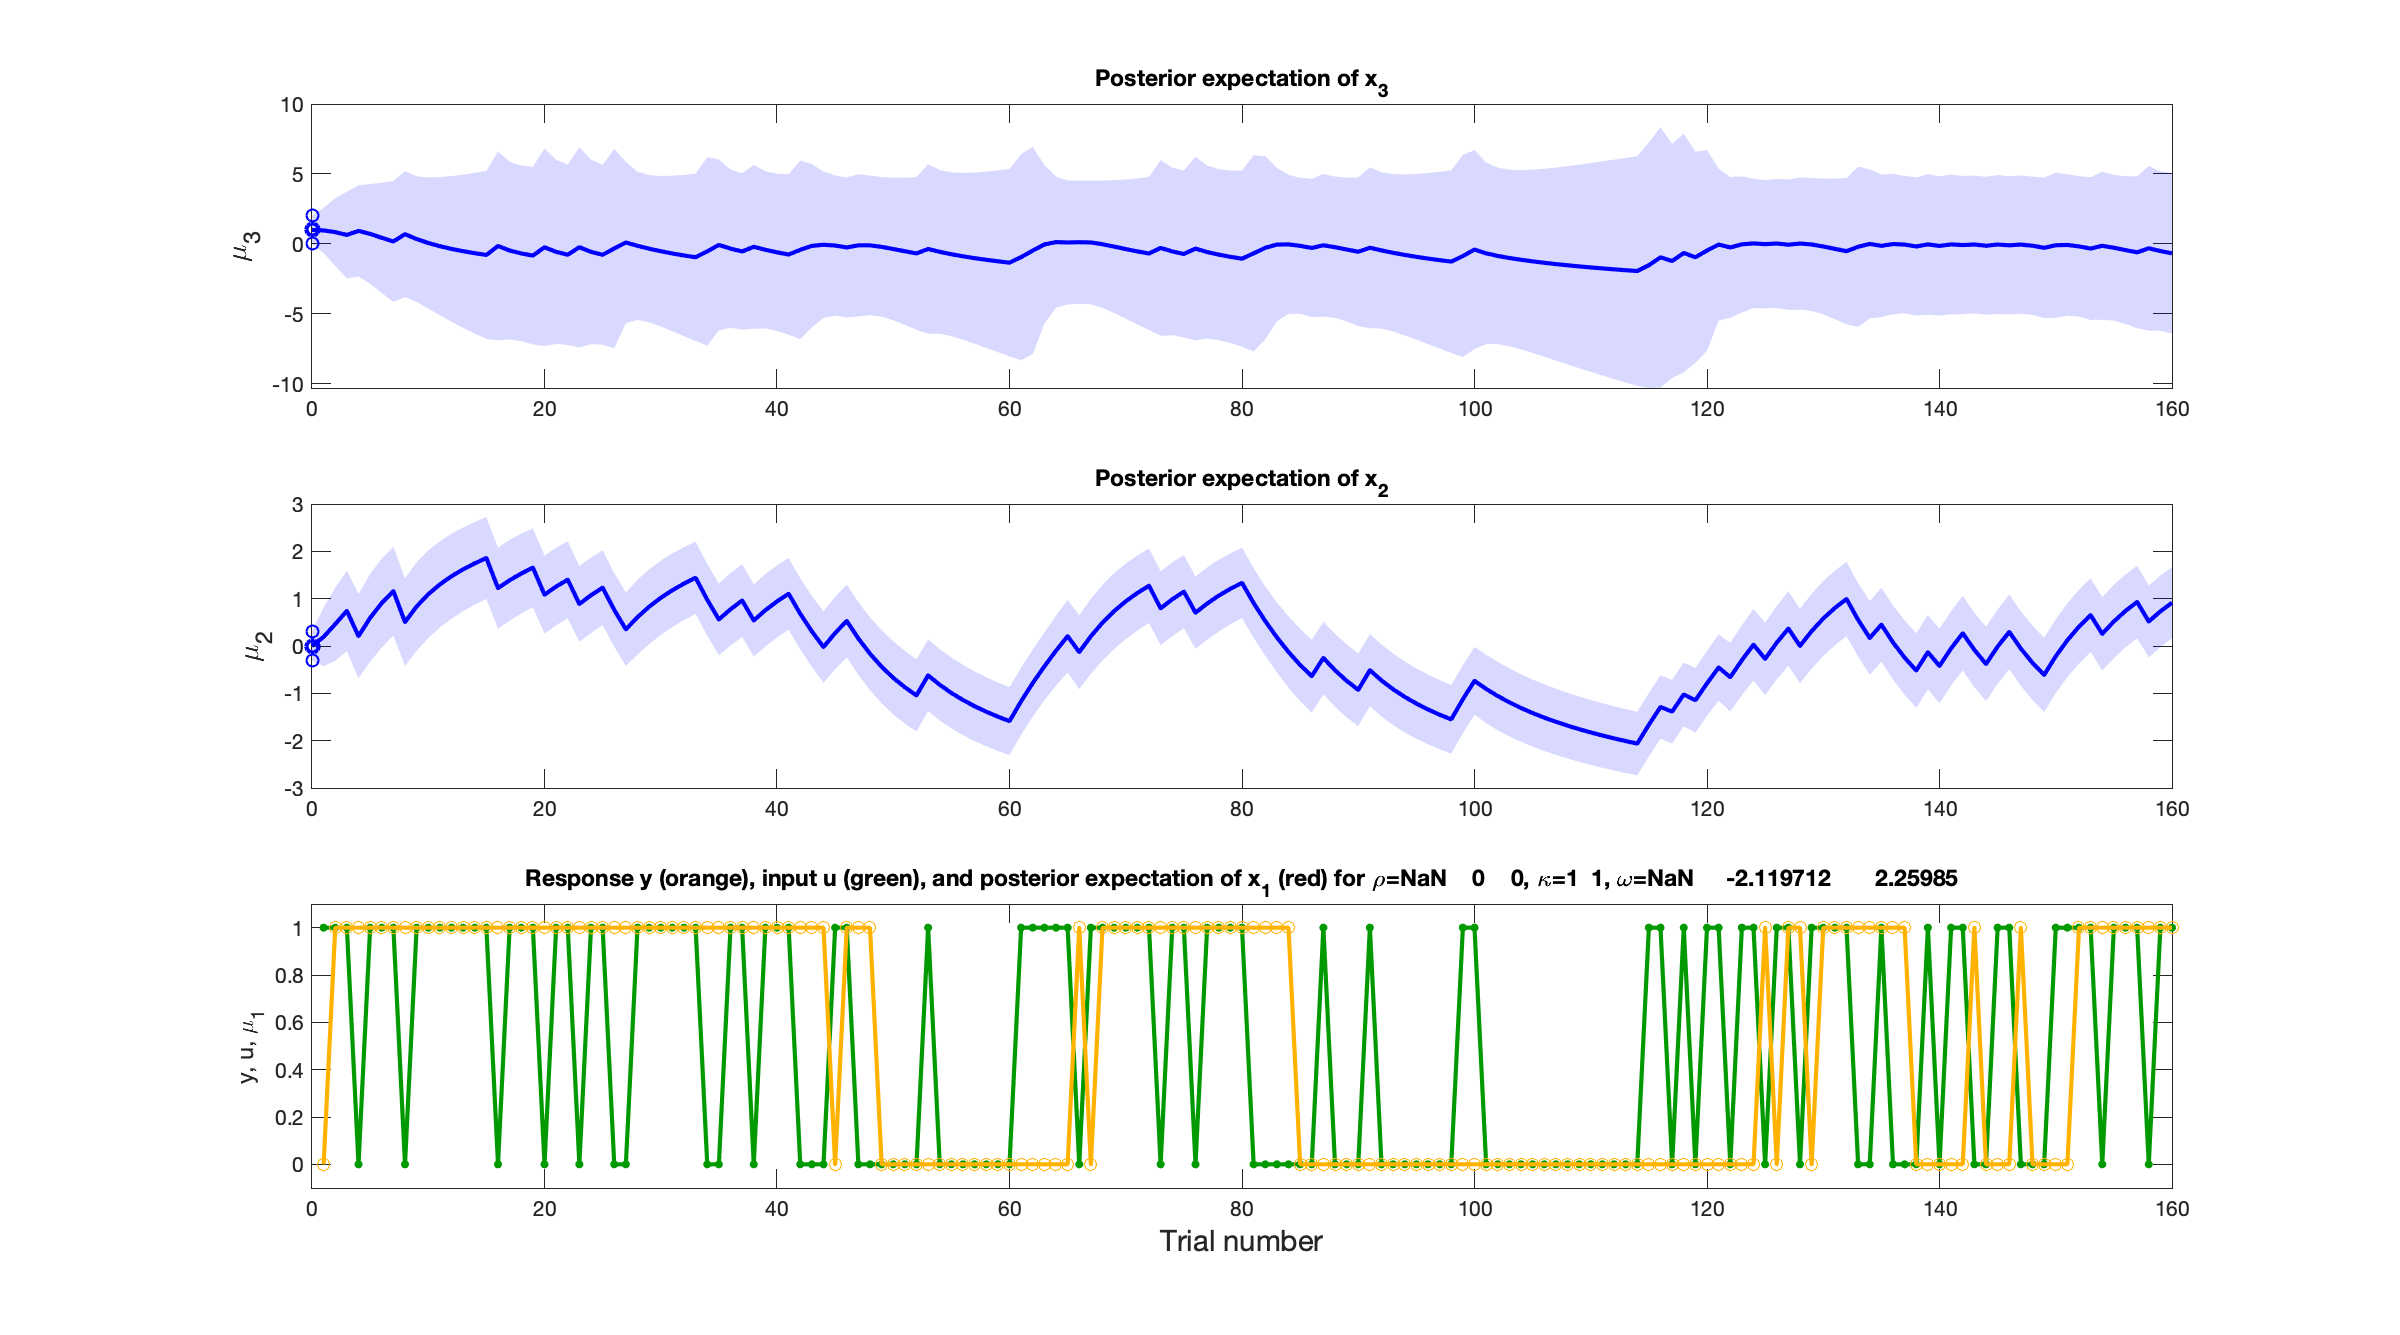 Posterior expectation of x3
10
5
0
-5
-10
μ3
0 20 40 60 80 100 120 140 160
Posterior expectation of x2
3
2
1
0
-1
-2
-3
μ2
0 20 40 60 80 100 120 140 160
Response y (orange), input u (green), and posterior expectation of x1 (red) for ρ=NaN 0 0, κ=1 1, ω=NaN -2.119712 2.25985
1
0.8
0.6
0.4
0.2
0
y, u, μ1
0 20 40 60 80 100 120 140 160
Trial number